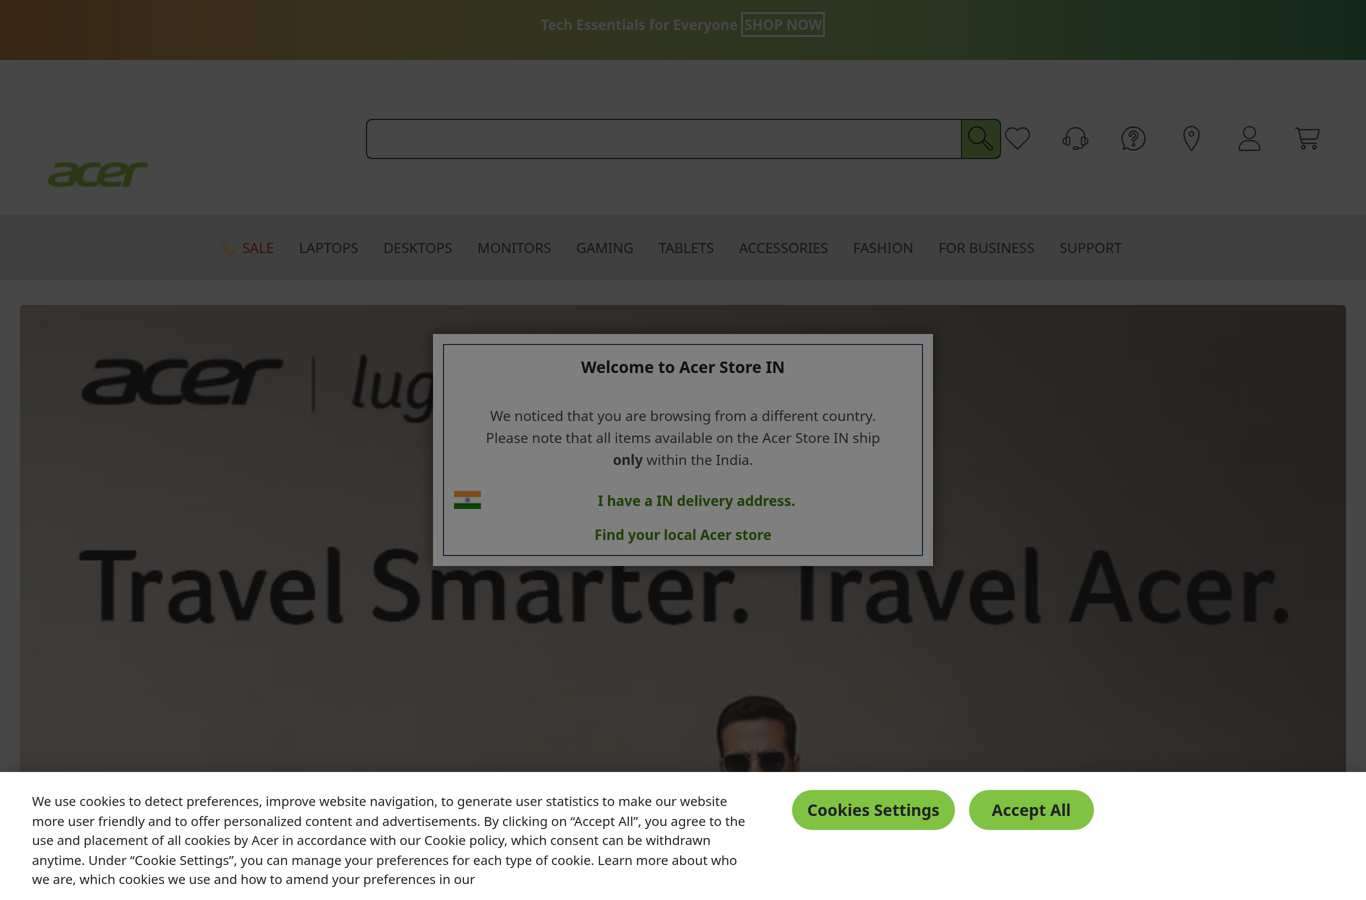 Tech Essentials for Everyone SHOP NOW
acer
SALE LAPTOPS DESKTOPS MONITORS GAMING TABLETS ACCESSORIES FASHION FOR BUSINESS SUPPORT
acer | lug
Welcome to Acer Store IN
We noticed that you are browsing from a different country.
Please note that all items available on the Acer Store IN ship
only within the India.
I have a IN delivery address.
Find your local Acer store
Travel Smarter. Travel Acer.
We use cookies to detect preferences, improve website navigation, to generate user statistics to make our website
more user friendly and to offer personalized content and advertisements. By clicking on “Accept All”, you agree to the
use and placement of all cookies by Acer in accordance with our Cookie policy, which consent can be withdrawn
anytime. Under “Cookie Settings”, you can manage your preferences for each type of cookie. Learn more about who
we are, which cookies we use and how to amend your preferences in our
Cookies Settings
Accept All